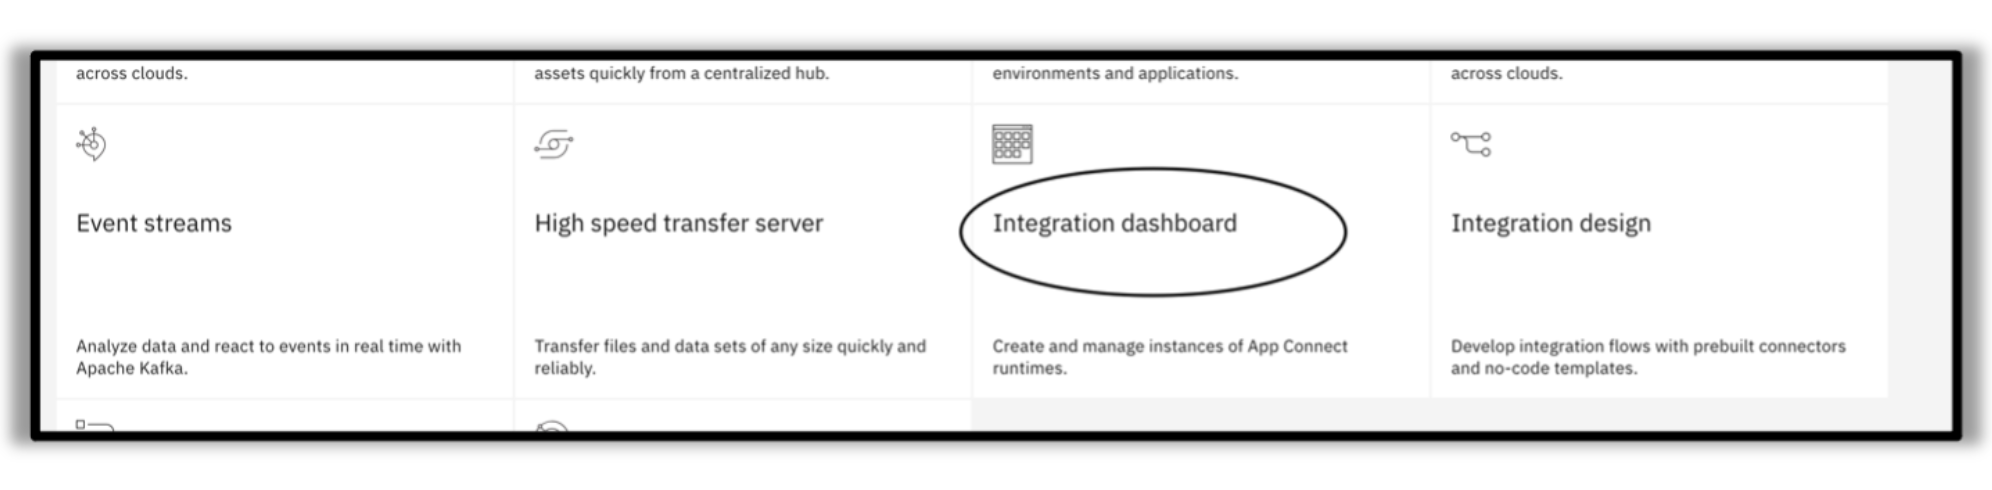 across clouds.
assets quickly from a centralized hub.
environments and applications.
across clouds.
Event streams
High speed transfer server
Integration dashboard
Integration design
Analyze data and react to events in real time with
Apache Kafka.
Transfer files and data sets of any size quickly and
reliably.
Create and manage instances of App Connect
runtimes.
Develop integration flows with prebuilt connectors
and no-code templates.